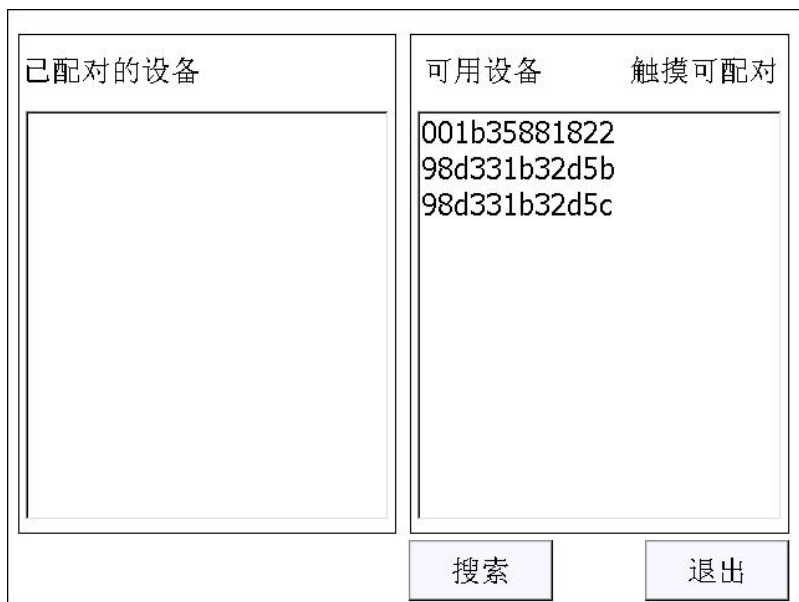 已配对的设备
可用设备 触摸可配对
001b35881822
98d331b32d5b
98d331b32d5c
搜索 退出